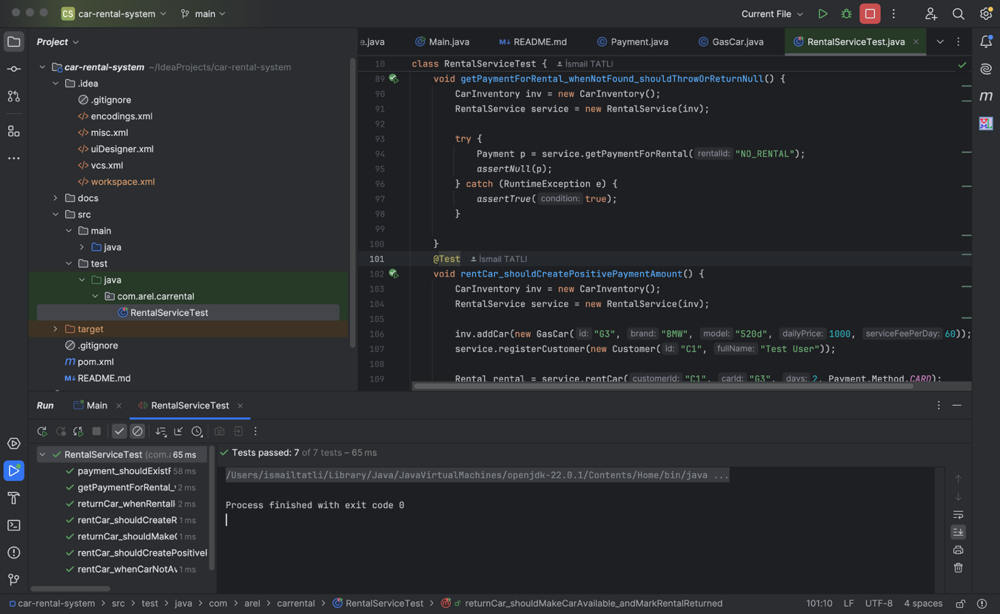 CS car-rental-system main Current File
Project
e.java Main.java README.md Payment.java GasCar.java RentalServiceTest.java
car-rental-system ~/IdeaProjects/car-rental-system
.idea
.gitignore
encodings.xml
misc.xml
uiDesigner.xml
vcs.xml
workspace.xml
docs
src
main
java
test
java
com.arel.carrental
RentalServiceTest
target
.gitignore
pom.xml
README.md
10 class RentalServiceTest { İsmail TATLI
89 void getPaymentForRental_whenNotFound_shouldThrowOrReturnNull() {
90 CarInventory inv = new CarInventory();
91 RentalService service = new RentalService(inv);
92
93 try {
94 Payment p = service.getPaymentForRental( rentalId: "NO_RENTAL");
95 assertNull(p);
96 } catch (RuntimeException e) {
97 assertTrue( condition: true);
98 }
99
100 }
101 @Test İsmail TATLI
102 void rentCar_shouldCreatePositivePaymentAmount() {
103 CarInventory inv = new CarInventory();
104 RentalService service = new RentalService(inv);
105
106 inv.addCar(new GasCar( id: "G3", brand: "BMW", model: "520d", dailyPrice: 1000, serviceFeePerDay: 60));
107 service.registerCustomer(new Customer( id: "C1", fullName: "Test User"));
108
109 Rental rental = service.rentCar( customerId: "C1", carId: "G3", days: 2, Payment.Method.CARD);
Run Main RentalServiceTest
RentalServiceTest (com.a 65 ms
payment_shouldExistF 58 ms
getPaymentForRental_ 2 ms
returnCar_whenRentalI 2 ms
rentCar_shouldCreateR 1 ms
returnCar_shouldMakeC 1 ms
rentCar_shouldCreatePositiveP
rentCar_whenCarNotAv 1 ms
Tests passed: 7 of 7 tests – 65 ms
/Users/ismailtatli/Library/Java/JavaVirtualMachines/openjdk-22.0.1/Contents/Home/bin/java ...
Process finished with exit code 0
car-rental-system > src > test > java > com > arel > carrental > RentalServiceTest > returnCar_shouldMakeCarAvailable_andMarkRentalReturned 101:10 LF UTF-8 4 spaces